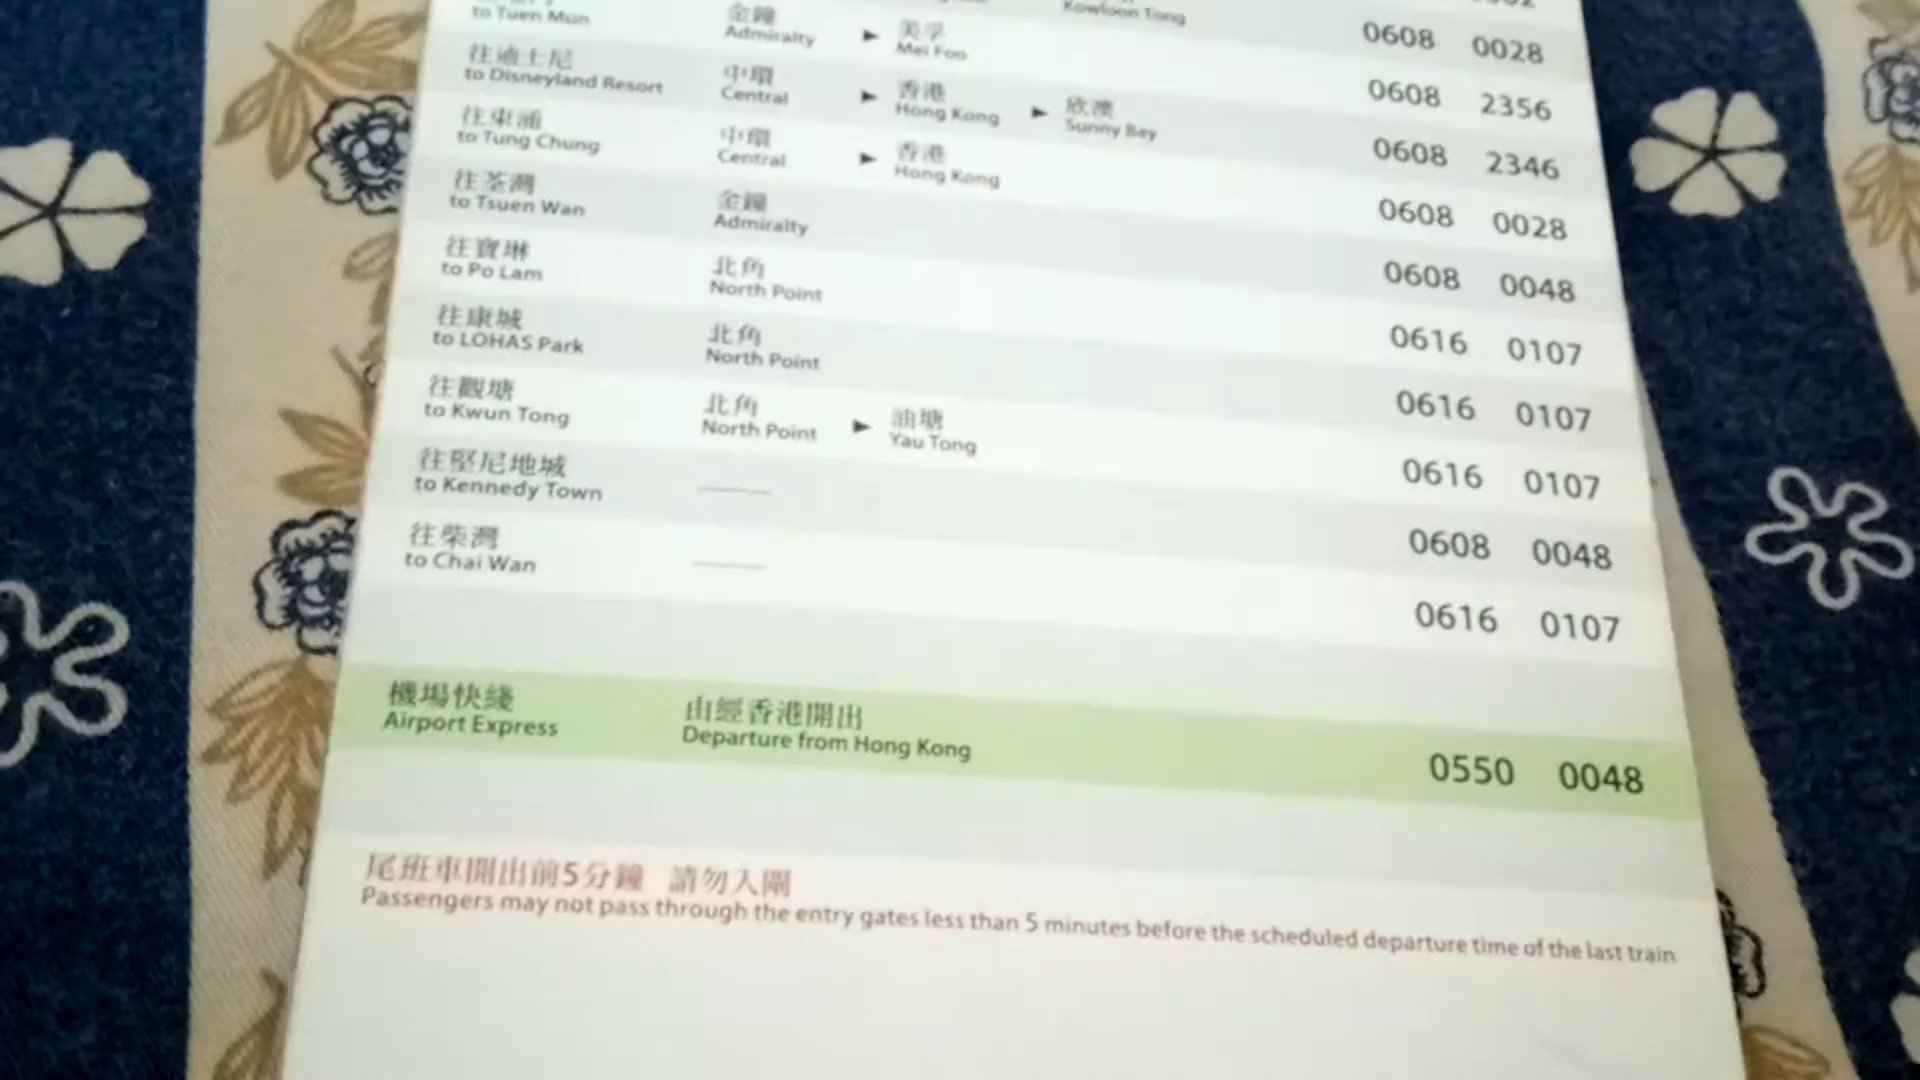 Kowloon Tong
0608 0028
to Tuen Mun
金鐘
Admiralty
▶
美孚
Mei Foo
0608 2356
往迪士尼
to Disneyland Resort
中環
Central
▶
香港
Hong Kong
▶
欣澳
Sunny Bay
0608 2346
往東涌
to Tung Chung
中環
Central
▶
香港
Hong Kong
0608 0028
往荃灣
to Tsuen Wan
金鐘
Admiralty
0608 0048
往寶琳
to Po Lam
北角
North Point
0616 0107
往康城
to LOHAS Park
北角
North Point
0616 0107
往觀塘
to Kwun Tong
北角
North Point
▶
油塘
Yau Tong
0616 0107
往堅尼地城
to Kennedy Town
0608 0048
往柴灣
to Chai Wan
0616 0107
機場快綫
Airport Express
由經香港開出
Departure from Hong Kong
0550 0048
尾班車開出前5分鐘 請勿入閘
Passengers may not pass through the entry gates less than 5 minutes before the scheduled departure time of the last train